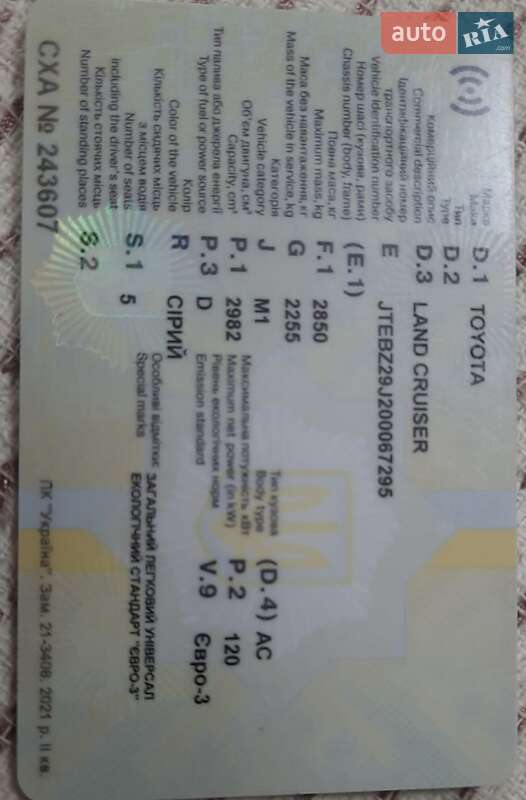 auto RIA .com
Марка
Make
D.1 TOYOTA
Тип
Type
D.2
Комерційний опис
Commercial description
D.3 LAND CRUISER
Ідентифікаційний номер
транспортного засобу
Vehicle identification number
E JTEBZ29J200067295
Номер шасі (кузова, рами)
Chassis number (body, frame)
(E.1)
Повна маса, кг
Maximum mass, kg
F.1 2850
Маса без навантаження, кг
Mass of the vehicle in service, kg
G 2255
Категорія
Vehicle category
J M1
Тип кузова
Body type
(D.4) AC
Об'єм двигуна, см³
Capacity, cm³
P.1 2982
Максимальна потужність кВт
Maximum net power (in kW)
P.2 120
Тип палива або джерело енергії
Type of fuel or power source
P.3 D
Рівень екологічних норм
Emission standard
V.9 Євро-3
Колір
Color of the vehicle
R СІРИЙ
Кількість сидячих місць
з місцем водія
Number of seats,
including the driver's seat
S.1 5
Особливі відмітки:
Special marks
ЗАГАЛЬНИЙ ЛЕГКОВИЙ УНІВЕРСАЛ
ЕКОЛОГІЧНИЙ СТАНДАРТ "ЄВРО-3"
Кількість стоячих місць
Number of standing places
S.2
СХА № 243607
ПК "Україна". Зам. 21-3408. 2021 р. II кв.